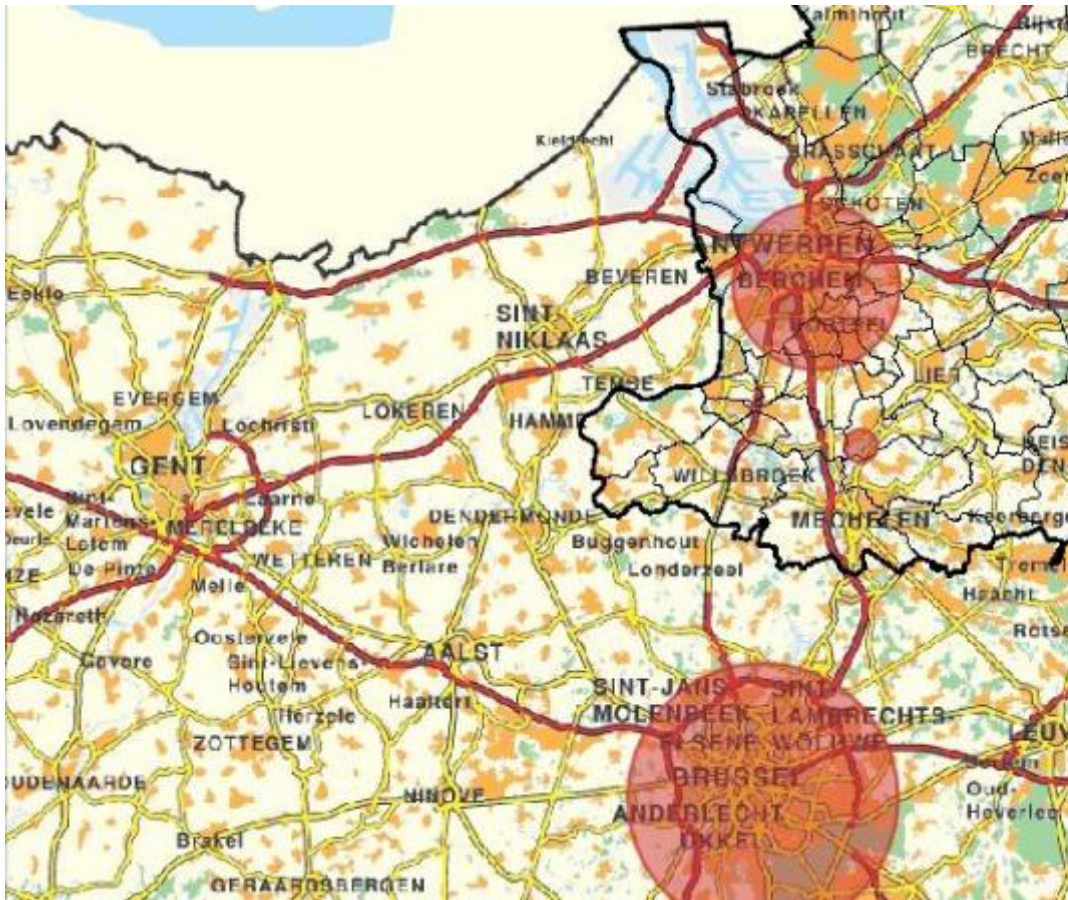 Kalmthout
BRECHT
Stabroek
KAPELLEN
Kieldrecht
BRASSCHAAT
SCHOTEN
ANTWERPEN
BEVEREN
BERCHEM
Eeklo
SINT-
NIKLAAS
LIER
TEMSE
EVERGEM
LOKEREN
HAMME
Lovendegem
Lochristi
GENT
WILLEBROEK
Laarne
Sint-
Martens-
Latem
MERELBEKE
DENDERMONDE
MECHELEN
Wichelen
Buggenhout
WETTEREN
Berlare
De Pinte
Melle
Londerzeel
Haacht
Nazareth
Gavere
AALST
Sint-Lievens-
Houtem
Haaltert
SINT-JANS
MOLENBEEK
SINT-
LAMBRECHTS-
WOLUWE
ELSENE
Herzele
ZOTTEGEM
BRUSSEL
NINOVE
Oud-
Heverlee
ANDERLECHT
UKKEL
Brakel
GERAARDSBERGEN